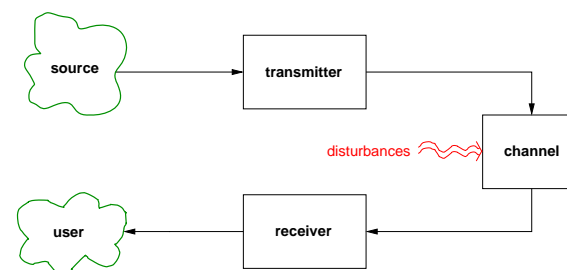 source
transmitter
disturbances
channel
user
receiver